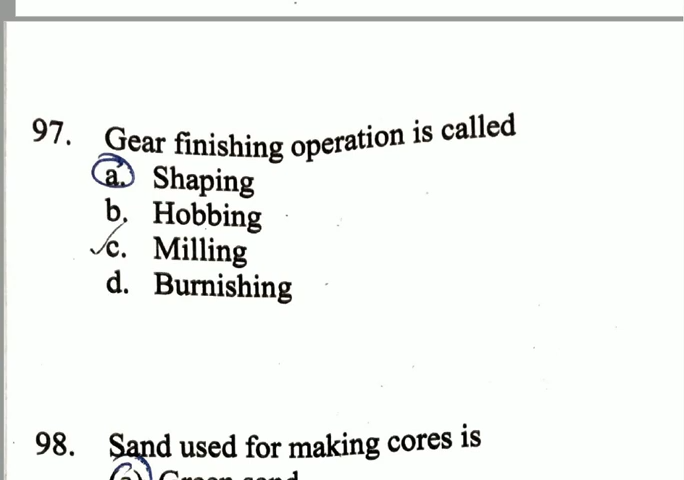 97. Gear finishing operation is called
a. Shaping
b. Hobbing
c. Milling
d. Burnishing
98. Sand used for making cores is